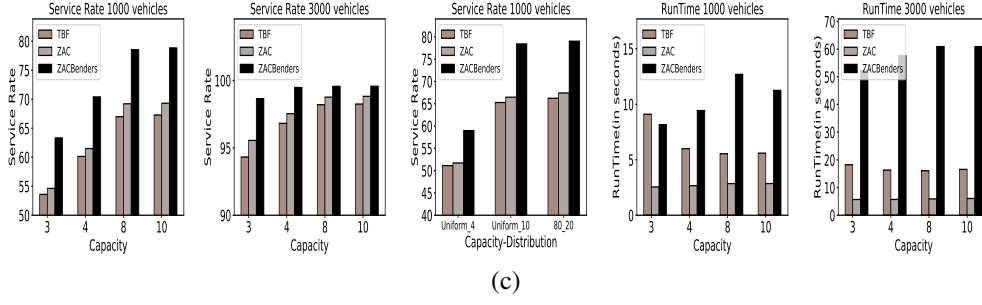 Service Rate 1000 vehicles
Service Rate
80
75
70
65
60
55
50
TBF
ZAC
ZACBenders
3 4 8 10
Capacity
Service Rate 3000 vehicles
Service Rate
100
95
90
TBF
ZAC
ZACBenders
3 4 8 10
Capacity
Service Rate 1000 vehicles
Service Rate
80
75
70
65
60
55
50
45
40
TBF
ZAC
ZACBenders
Uniform_4 Uniform_10 80_20
Capacity-Distribution
RunTime 1000 vehicles
RunTime(In seconds)
15
10
5
0
TBF
ZAC
ZACBenders
3 4 8 10
Capacity
RunTime 3000 vehicles
RunTime(In seconds)
70
60
50
40
30
20
10
0
TBF
ZAC
ZACBenders
3 4 8 10
Capacity
(c)